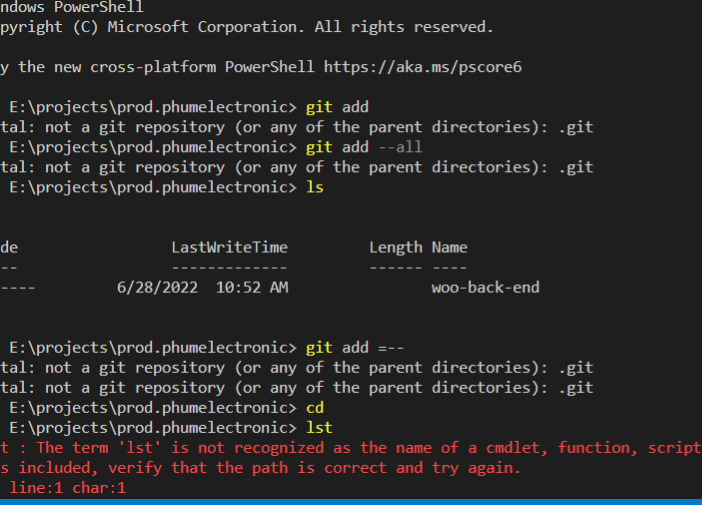 ndows PowerShell
pyright (C) Microsoft Corporation. All rights reserved.
y the new cross-platform PowerShell https://aka.ms/pscore6
E:\projects\prod.phumelectronic> git add
tal: not a git repository (or any of the parent directories): .git
E:\projects\prod.phumelectronic> git add --all
tal: not a git repository (or any of the parent directories): .git
E:\projects\prod.phumelectronic> ls
de LastWriteTime Length Name
-- ------------- ------ ----
---- 6/28/2022 10:52 AM woo-back-end
E:\projects\prod.phumelectronic> git add =--
tal: not a git repository (or any of the parent directories): .git
tal: not a git repository (or any of the parent directories): .git
E:\projects\prod.phumelectronic> cd
E:\projects\prod.phumelectronic> lst
t : The term 'lst' is not recognized as the name of a cmdlet, function, script
s included, verify that the path is correct and try again.
line:1 char:1